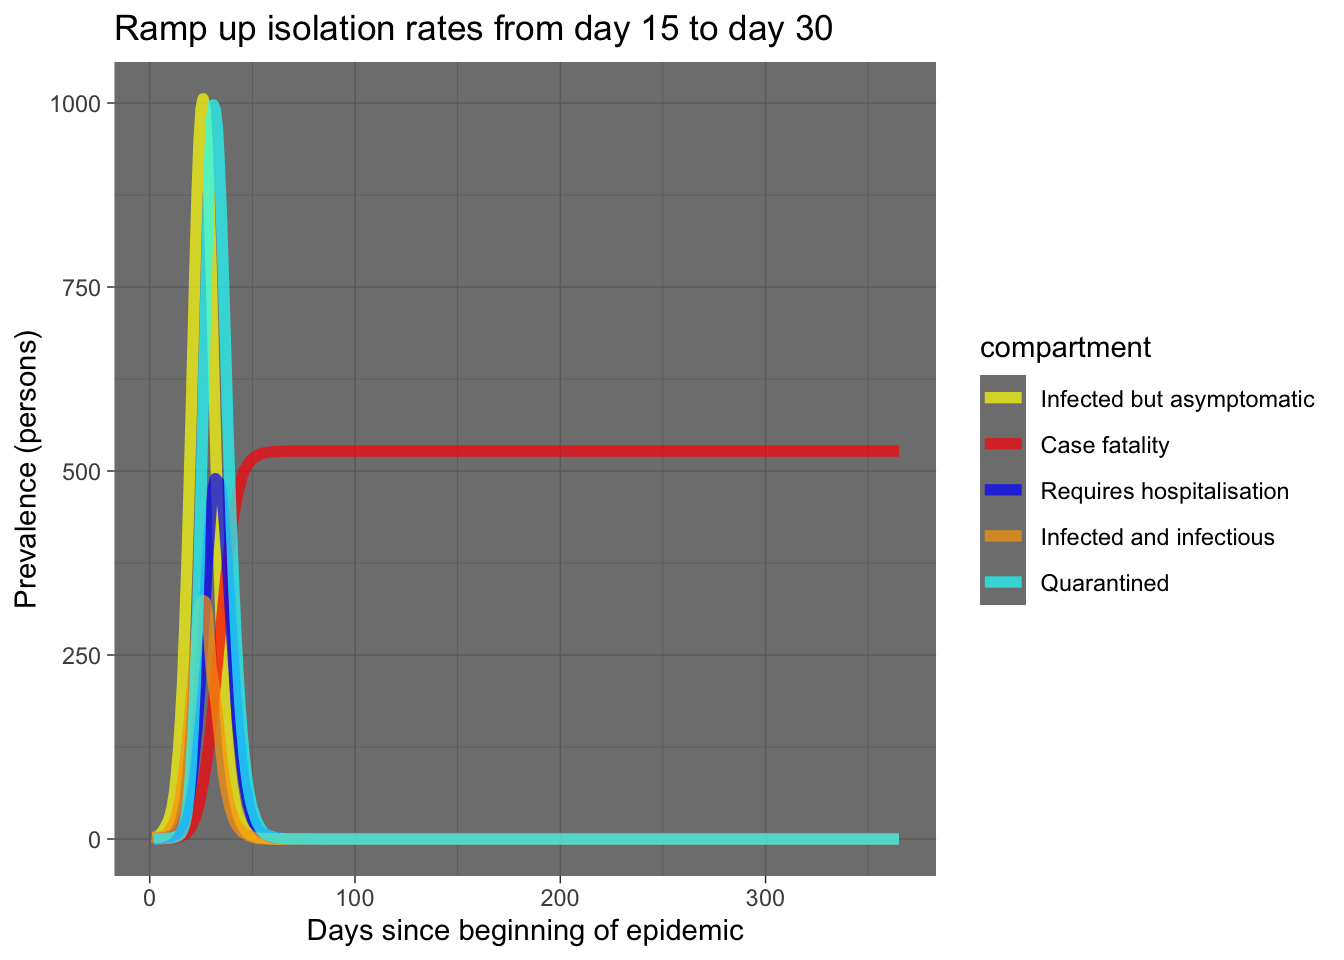 Ramp up isolation rates from day 15 to day 30
1000
750
500
250
0
Prevalence (persons)
0 100 200 300
Days since beginning of epidemic
compartment
Infected but asymptomatic
Case fatality
Requires hospitalisation
Infected and infectious
Quarantined